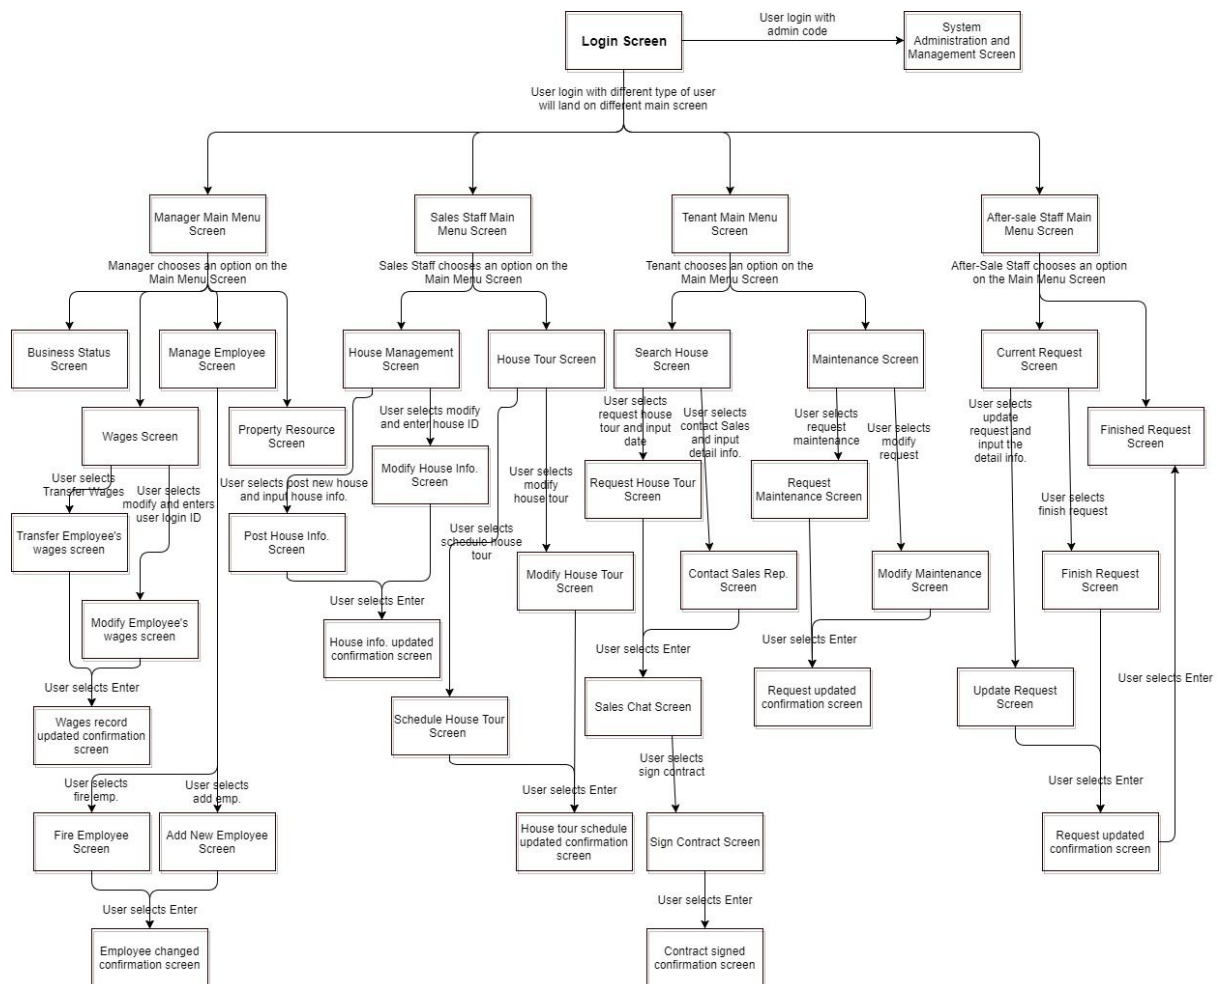 Login Screen
User login with
admin code
System
Administration and
Management Screen
User login with different type of user
will land on different main screen
Manager Main Menu
Screen
Sales Staff Main
Menu Screen
Tenant Main Menu
Screen
After-sale Staff Main
Menu Screen
Manager chooses an option on the
Main Menu Screen
Sales Staff chooses an option on the
Main Menu Screen
Tenant chooses an option on the
Main Menu Screen
After-Sale Staff chooses an option
on the Main Menu Screen
Business Status
Screen
Manage Employee
Screen
House Management
Screen
House Tour Screen
Search House
Screen
Maintenance Screen
Current Request
Screen
Wages Screen
Property Resource
Screen
User selects modify
and enter house ID
User selects
request house
tour and input
date
User selects
contact Sales
and input
detail info.
User selects
request
maintenance
User selects
modify
request
User selects
update
request and
input the
detail info.
Finished Request
Screen
User selects
Transfer Wages
User selects
modify and enters
user login ID
User selects post new house
and input house info.
Modify House Info.
Screen
User selects
modify
house tour
Request House Tour
Screen
Request
Maintenance Screen
User selects
finish request
Transfer Employee's
wages screen
Post House Info.
Screen
User selects
schedule house
tour
Modify House Tour
Screen
Contact Sales Rep.
Screen
Modify Maintenance
Screen
Finish Request
Screen
Modify Employee's
wages screen
User selects Enter
House info. updated
confirmation screen
User selects Enter
User selects Enter
User selects Enter
Wages record
updated confirmation
screen
Schedule House Tour
Screen
Sales Chat Screen
Request updated
confirmation screen
Update Request
Screen
User selects Enter
User selects
fire emp.
User selects
add emp.
User selects Enter
User selects
sign contract
User selects Enter
Fire Employee
Screen
Add New Employee
Screen
House tour schedule
updated confirmation
screen
Sign Contract Screen
Request updated
confirmation screen
User selects Enter
User selects Enter
Employee changed
confirmation screen
Contract signed
confirmation screen